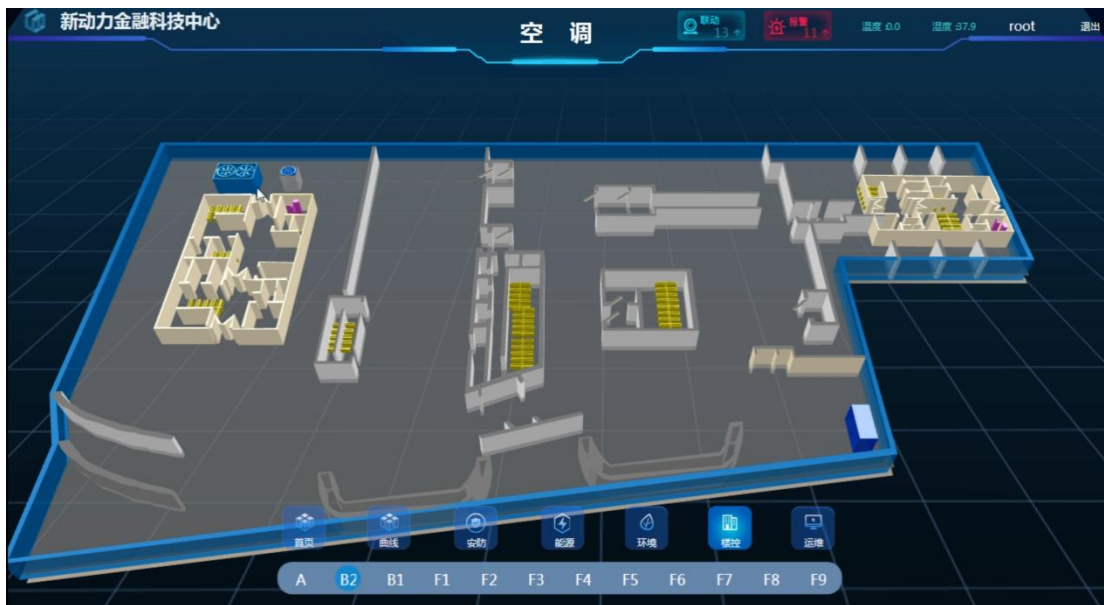 新动力金融科技中心
空 调
联动
13
报警
11
温度:0.0
湿度:37.9
root
退出
首页
曲线
安防
能源
环境
楼控
运维
A B2 B1 F1 F2 F3 F4 F5 F6 F7 F8 F9